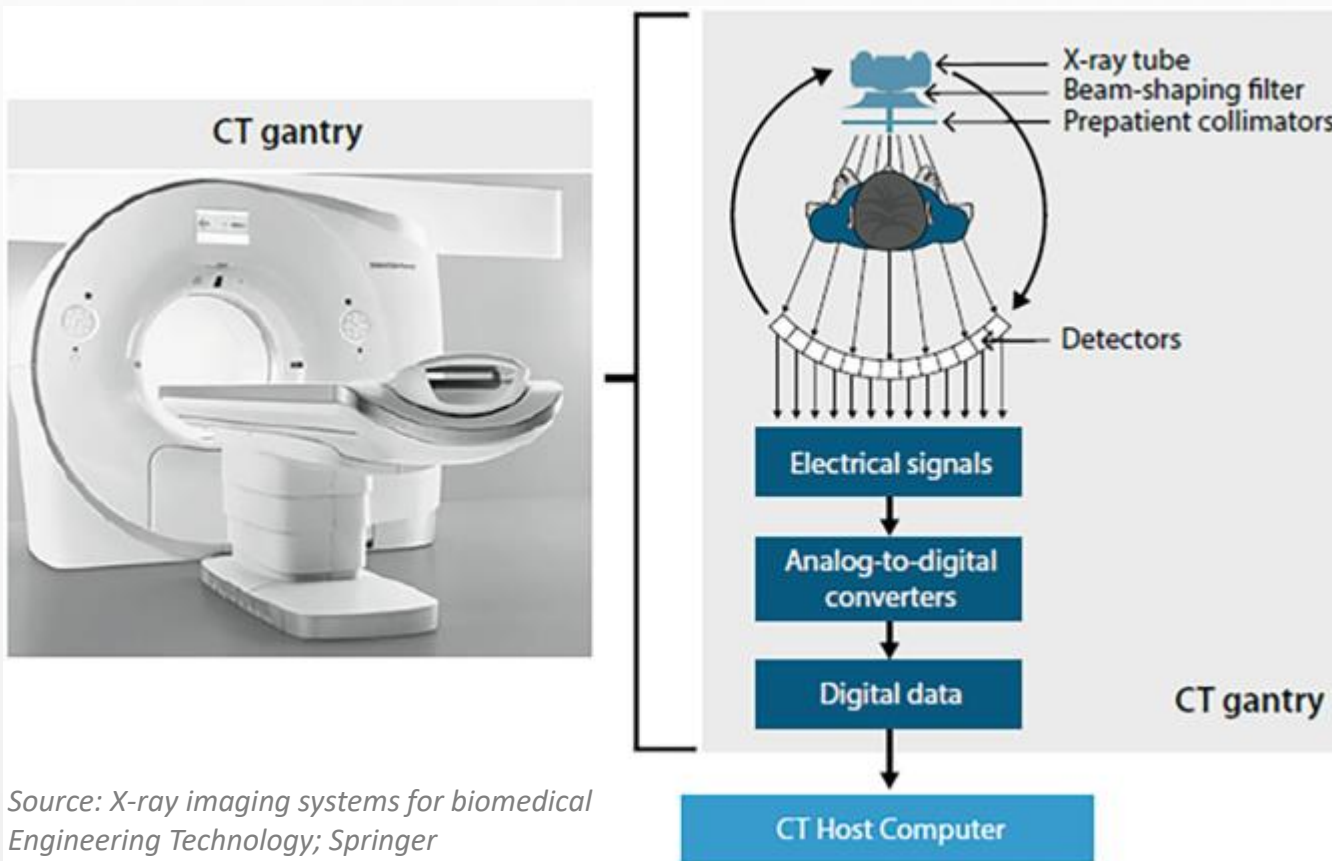 CT gantry
X-ray tube
Beam-shaping filter
Prepatient collimators
Detectors
Electrical signals
Analog-to-digital
converters
Digital data
CT gantry
CT Host Computer
Source: X-ray imaging systems for biomedical
Engineering Technology; Springer